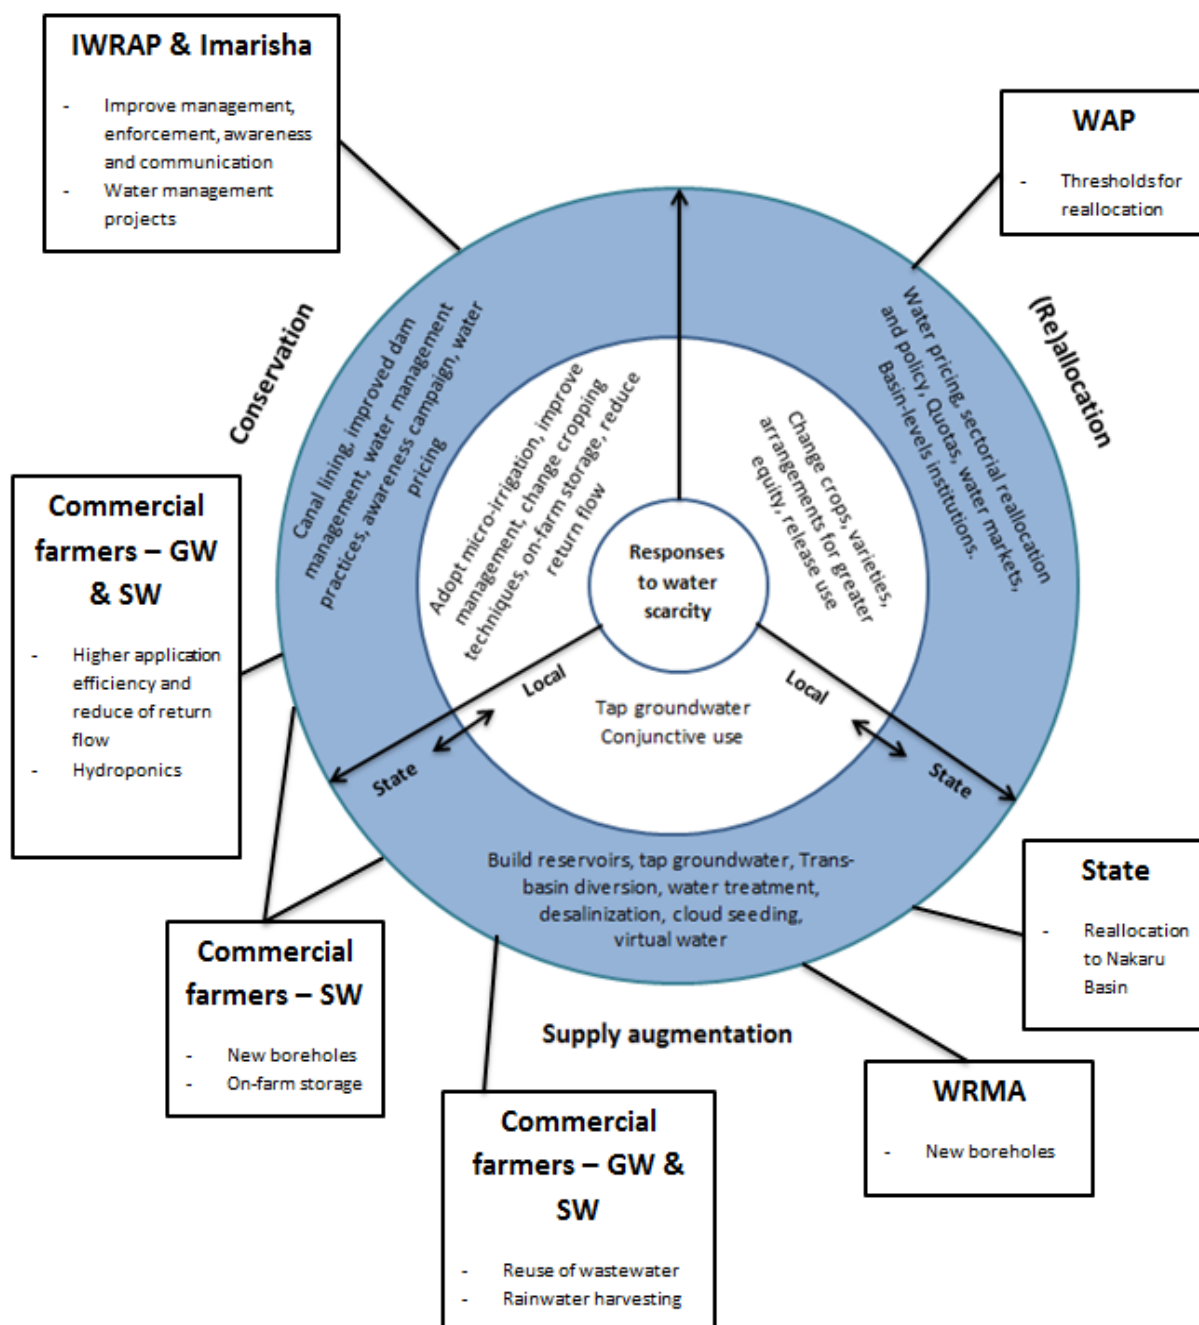 IWRAP & Imarisha
- Improve management,
enforcement, awareness
and communication
- Water management
projects
WAP
- Thresholds for
reallocation
Conservation
(Re)allocation
Canal lining, improved dam
management, water management
practices, awareness campaign, water
pricing
Adopt micro-irrigation, improve
management, change cropping
techniques, on-farm storage, reduce
return flow
Change crops, varieties,
arrangements for greater
equity, release use
Water pricing, sectorial reallocation
and policy, Quotas, water markets,
Basin-levels institutions.
Responses
to water
scarcity
Commercial
farmers – GW
& SW
- Higher application
efficiency and
reduce of return
flow
- Hydroponics
Local
State
Local
State
Tap groundwater
Conjunctive use
Build reservoirs, tap groundwater, Trans-
basin diversion, water treatment,
desalinization, cloud seeding,
virtual water
State
- Reallocation
to Nakaru
Basin
Commercial
farmers – SW
- New boreholes
- On-farm storage
Supply augmentation
WRMA
- New boreholes
Commercial
farmers – GW &
SW
- Reuse of wastewater
- Rainwater harvesting